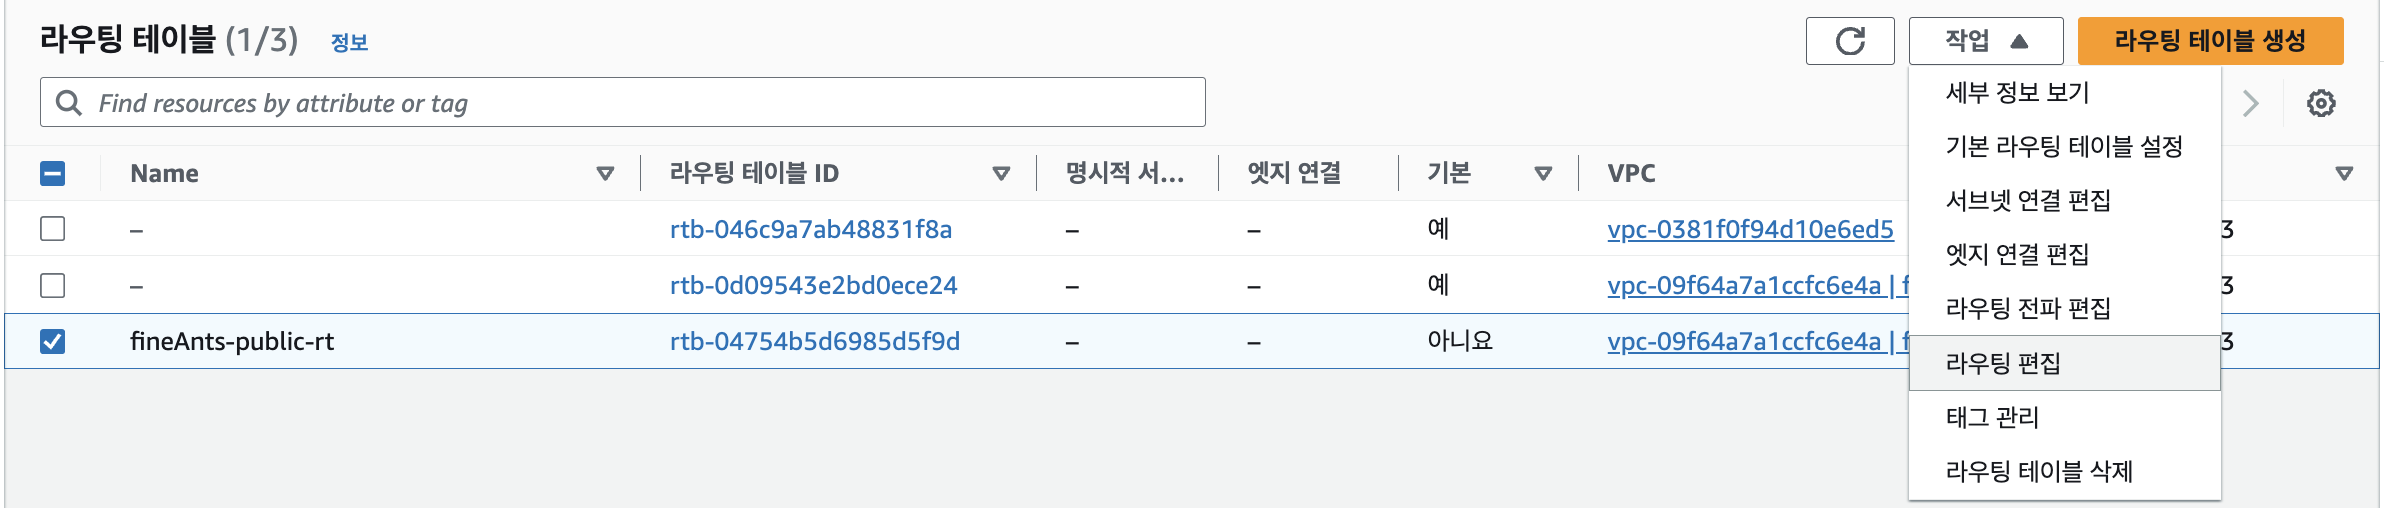 라우팅 테이블 (1/3) 정보
작업 ▲ 라우팅 테이블 생성
Find resources by attribute or tag
Name 라우팅 테이블 ID 명시적 서... 엣지 연결 기본 VPC
– rtb-046c9a7ab48831f8a – – 예 vpc-0381f0f94d10e6ed5 3
– rtb-0d09543e2bd0ece24 – – 예 vpc-09f64a7a1ccfc6e4a | f 3
fineAnts-public-rt rtb-04754b5d6985d5f9d – – 아니요 vpc-09f64a7a1ccfc6e4a | f 3
세부 정보 보기
기본 라우팅 테이블 설정
서브넷 연결 편집
엣지 연결 편집
라우팅 전파 편집
라우팅 편집
태그 관리
라우팅 테이블 삭제